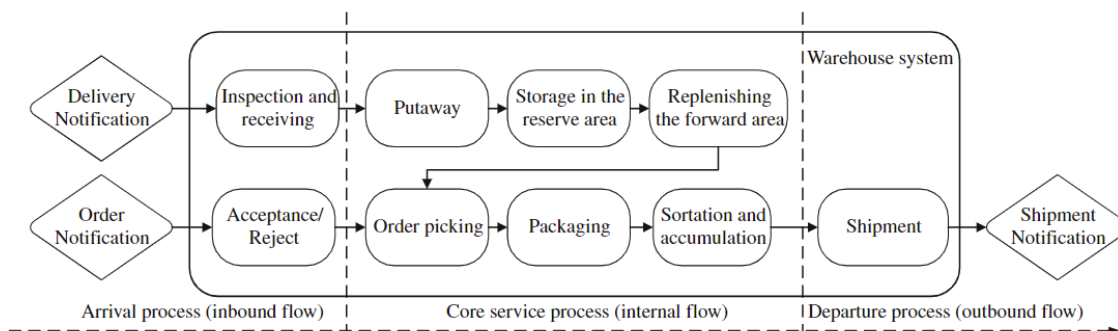 Warehouse system
Delivery
Notification
Inspection and
receiving
Putaway
Storage in the
reserve area
Replenishing
the forward area
Order
Notification
Acceptance/
Reject
Order picking
Packaging
Sortation and
accumulation
Shipment
Shipment
Notification
Arrival process (inbound flow)
Core service process (internal flow)
Departure process (outbound flow)